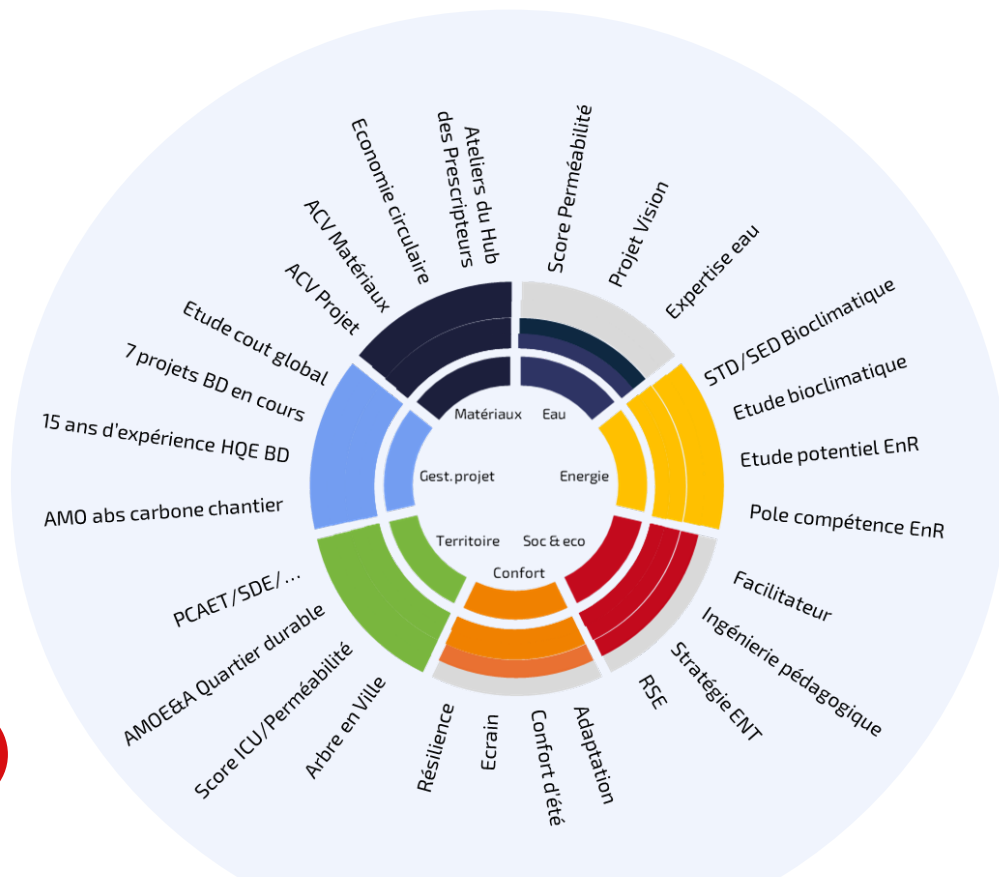 Ateliers du Hub
des Prescripteurs
Score Perméabilité
Projet Vision
Expertise eau
STD/SED Bioclimatique
Etude bioclimatique
Etude potentiel EnR
Pole compétence EnR
Facilitateur
Ingénierie pédagogique
Stratégie ENT
RSE
Adaptation
Confort d'été
Ecrain
Résilience
Arbre en Ville
Score ICU/Perméabilité
AMOE&A Quartier durable
PCAET/SDE/...
AMO abs carbone chantier
15 ans d'expérience HQE BD
7 projets BD en cours
Etude cout global
ACV Projet
ACV Matériaux
Economie circulaire
Matériaux
Eau
Gest. projet
Energie
Territoire
Soc & eco
Confort